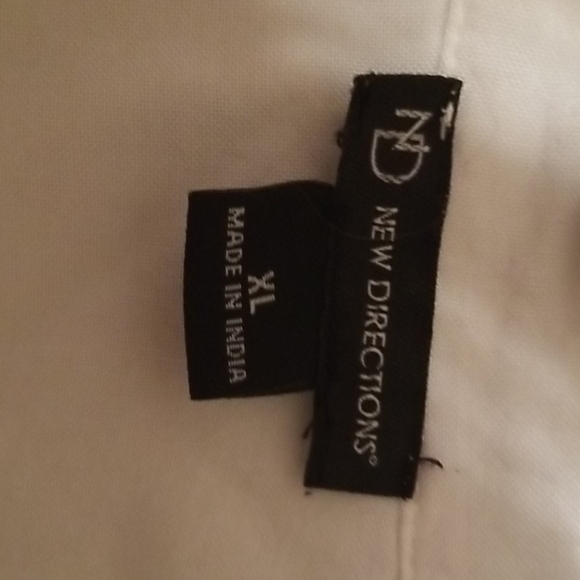 ND
NEW DIRECTIONS®
XL
MADE IN INDIA